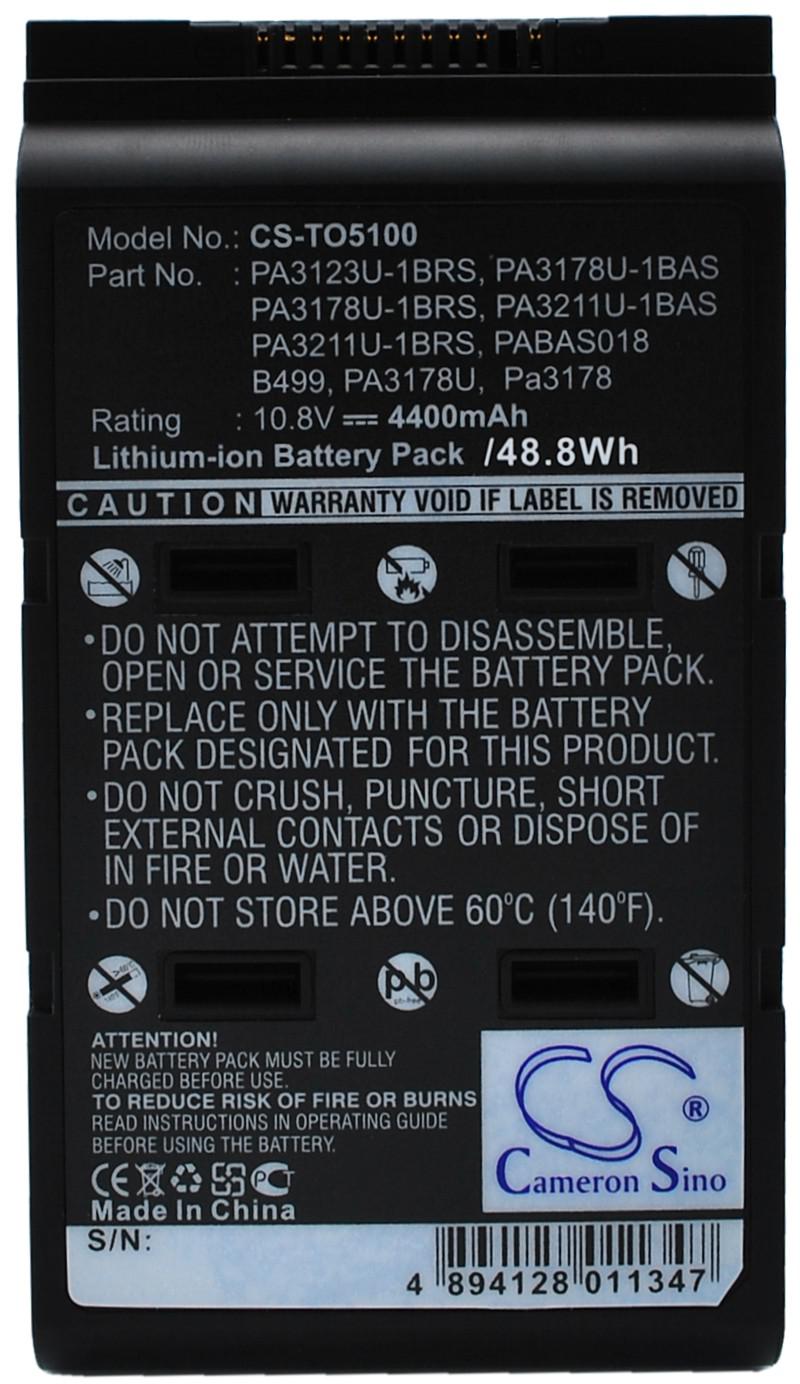 Model No.: CS-TO5100
Part No. : PA3123U-1BRS, PA3178U-1BAS
PA3178U-1BRS, PA3211U-1BAS
PA3211U-1BRS, PABAS018
B499, PA3178U, Pa3178
Rating : 10.8V 4400mAh
Lithium-ion Battery Pack /48.8Wh
CAUTION WARRANTY VOID IF LABEL IS REMOVED
•DO NOT ATTEMPT TO DISASSEMBLE,
OPEN OR SERVICE THE BATTERY PACK.
•REPLACE ONLY WITH THE BATTERY
PACK DESIGNATED FOR THIS PRODUCT.
•DO NOT CRUSH, PUNCTURE, SHORT
EXTERNAL CONTACTS OR DISPOSE OF
IN FIRE OR WATER.
•DO NOT STORE ABOVE 60°C (140°F).
pb
ATTENTION!
NEW BATTERY PACK MUST BE FULLY
CHARGED BEFORE USE.
TO REDUCE RISK OF FIRE OR BURNS
READ INSTRUCTIONS IN OPERATING GUIDE
BEFORE USING THE BATTERY.
CS ®
Cameron Sino
CE
Made In China
S/N:
4 894128 011347